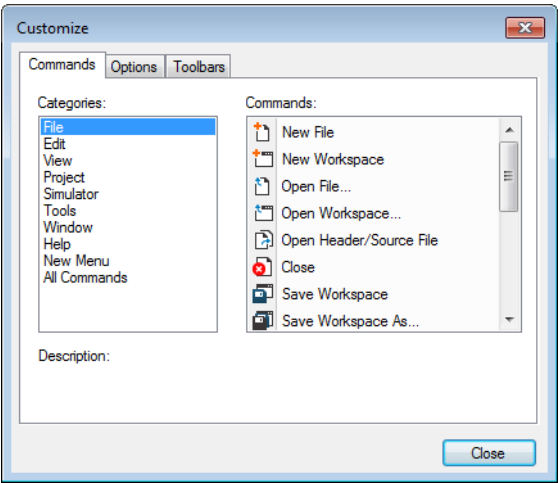 Customize
Commands
Options
Toolbars
Categories:
File
Edit
View
Project
Simulator
Tools
Window
Help
New Menu
All Commands
Commands:
New File
New Workspace
Open File...
Open Workspace...
Open Header/Source File
Close
Save Workspace
Save Workspace As...
Description:
Close